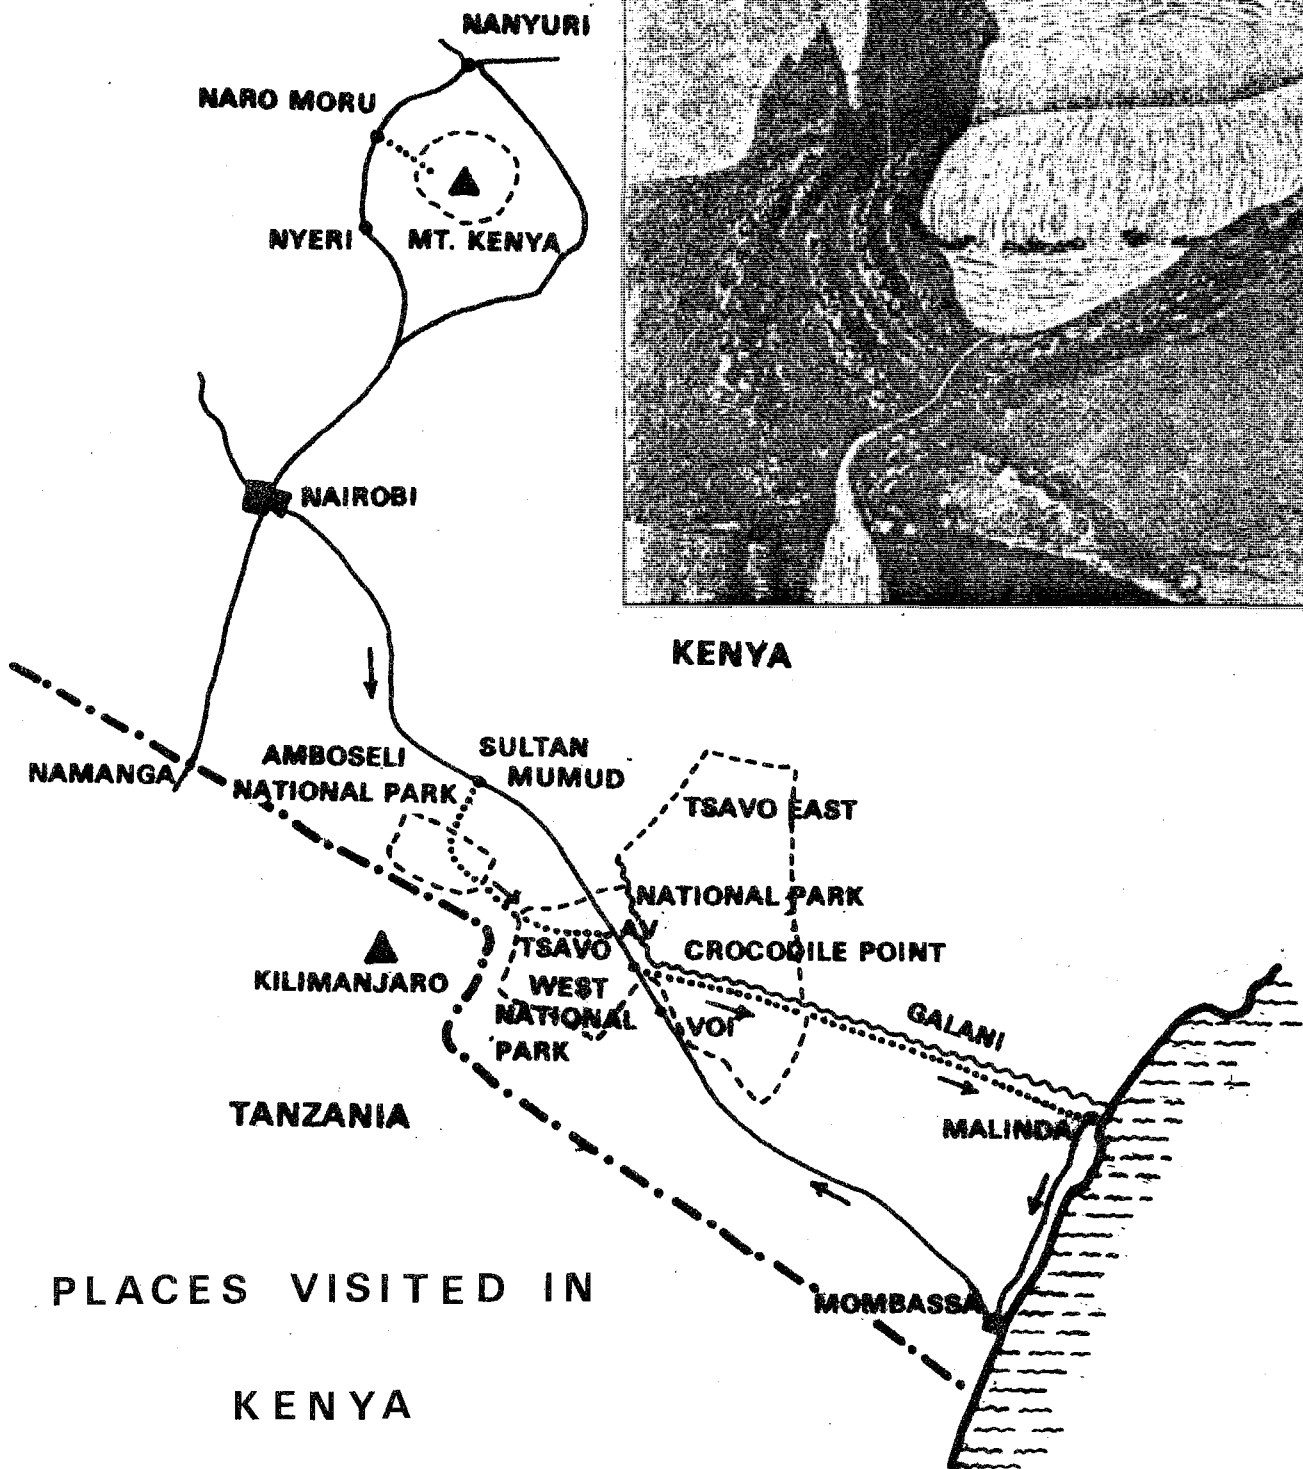 NANYURI
NARO MORU
NYERI
MT. KENYA
NAIROBI
KENYA
NAMANGA
AMBOSELI
NATIONAL PARK
SULTAN
MUMUD
TSAVO EAST
NATIONAL PARK
AV
CROCODILE POINT
TSAVO
WEST
NATIONAL
PARK
VOI
GALANI
KILIMANJARO
TANZANIA
MALINDA
MOMBASSA
PLACES VISITED IN
KENYA